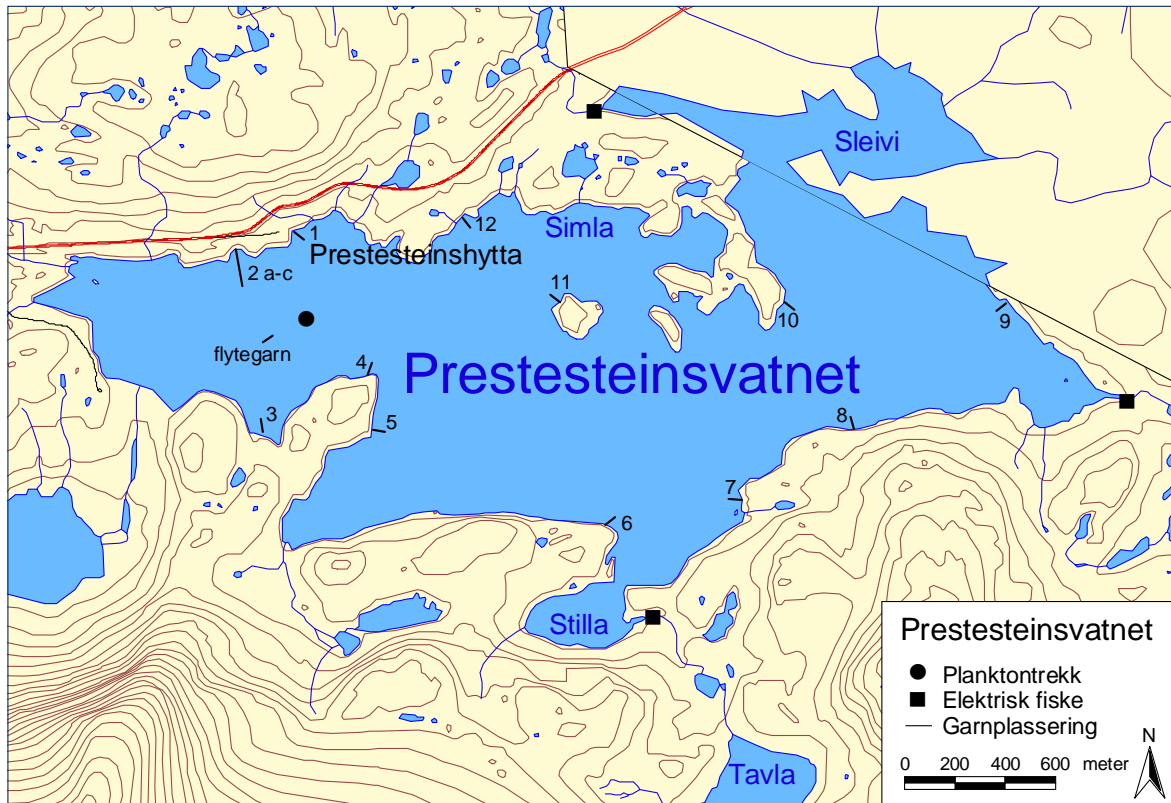 Sleivi
Simla
12
1
Prestesteinshytta
2 a-c
11
10
9
flytegarn
4
Prestesteinsvatnet
3
5
8
7
6
Stilla
Tavla
Prestesteinsvatnet
Planktontrekk
Elektrisk fiske
Garnplassering
N
0 200 400 600 meter